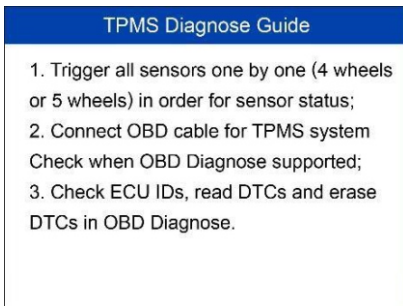 TPMS Diagnose Guide
1. Trigger all sensors one by one (4 wheels
or 5 wheels) in order for sensor status;
2. Connect OBD cable for TPMS system
Check when OBD Diagnose supported;
3. Check ECU IDs, read DTCs and erase
DTCs in OBD Diagnose.